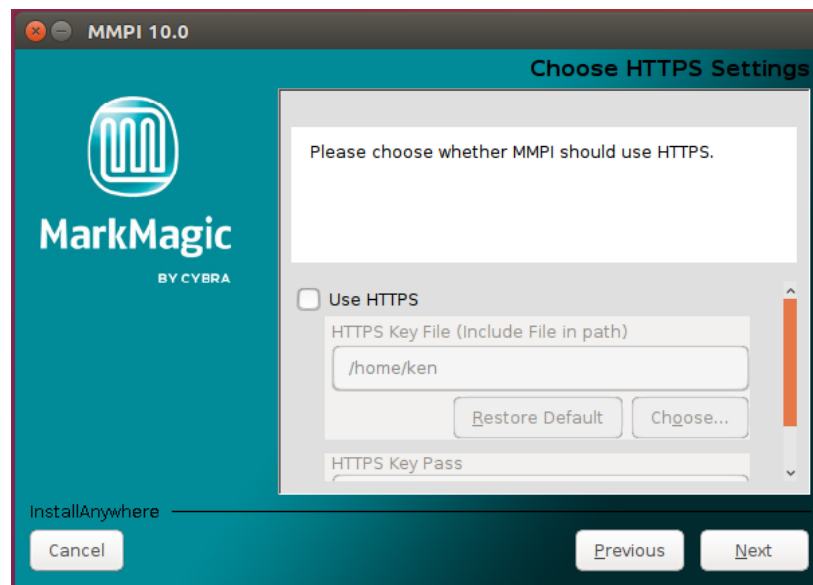 MMPI 10.0
Choose HTTPS Settings
MarkMagic
BY CYBRA
Please choose whether MMPI should use HTTPS.
Use HTTPS
HTTPS Key File (Include File in path)
/home/ken
Restore Default
Choose...
HTTPS Key Pass
InstallAnywhere
Cancel
Previous
Next